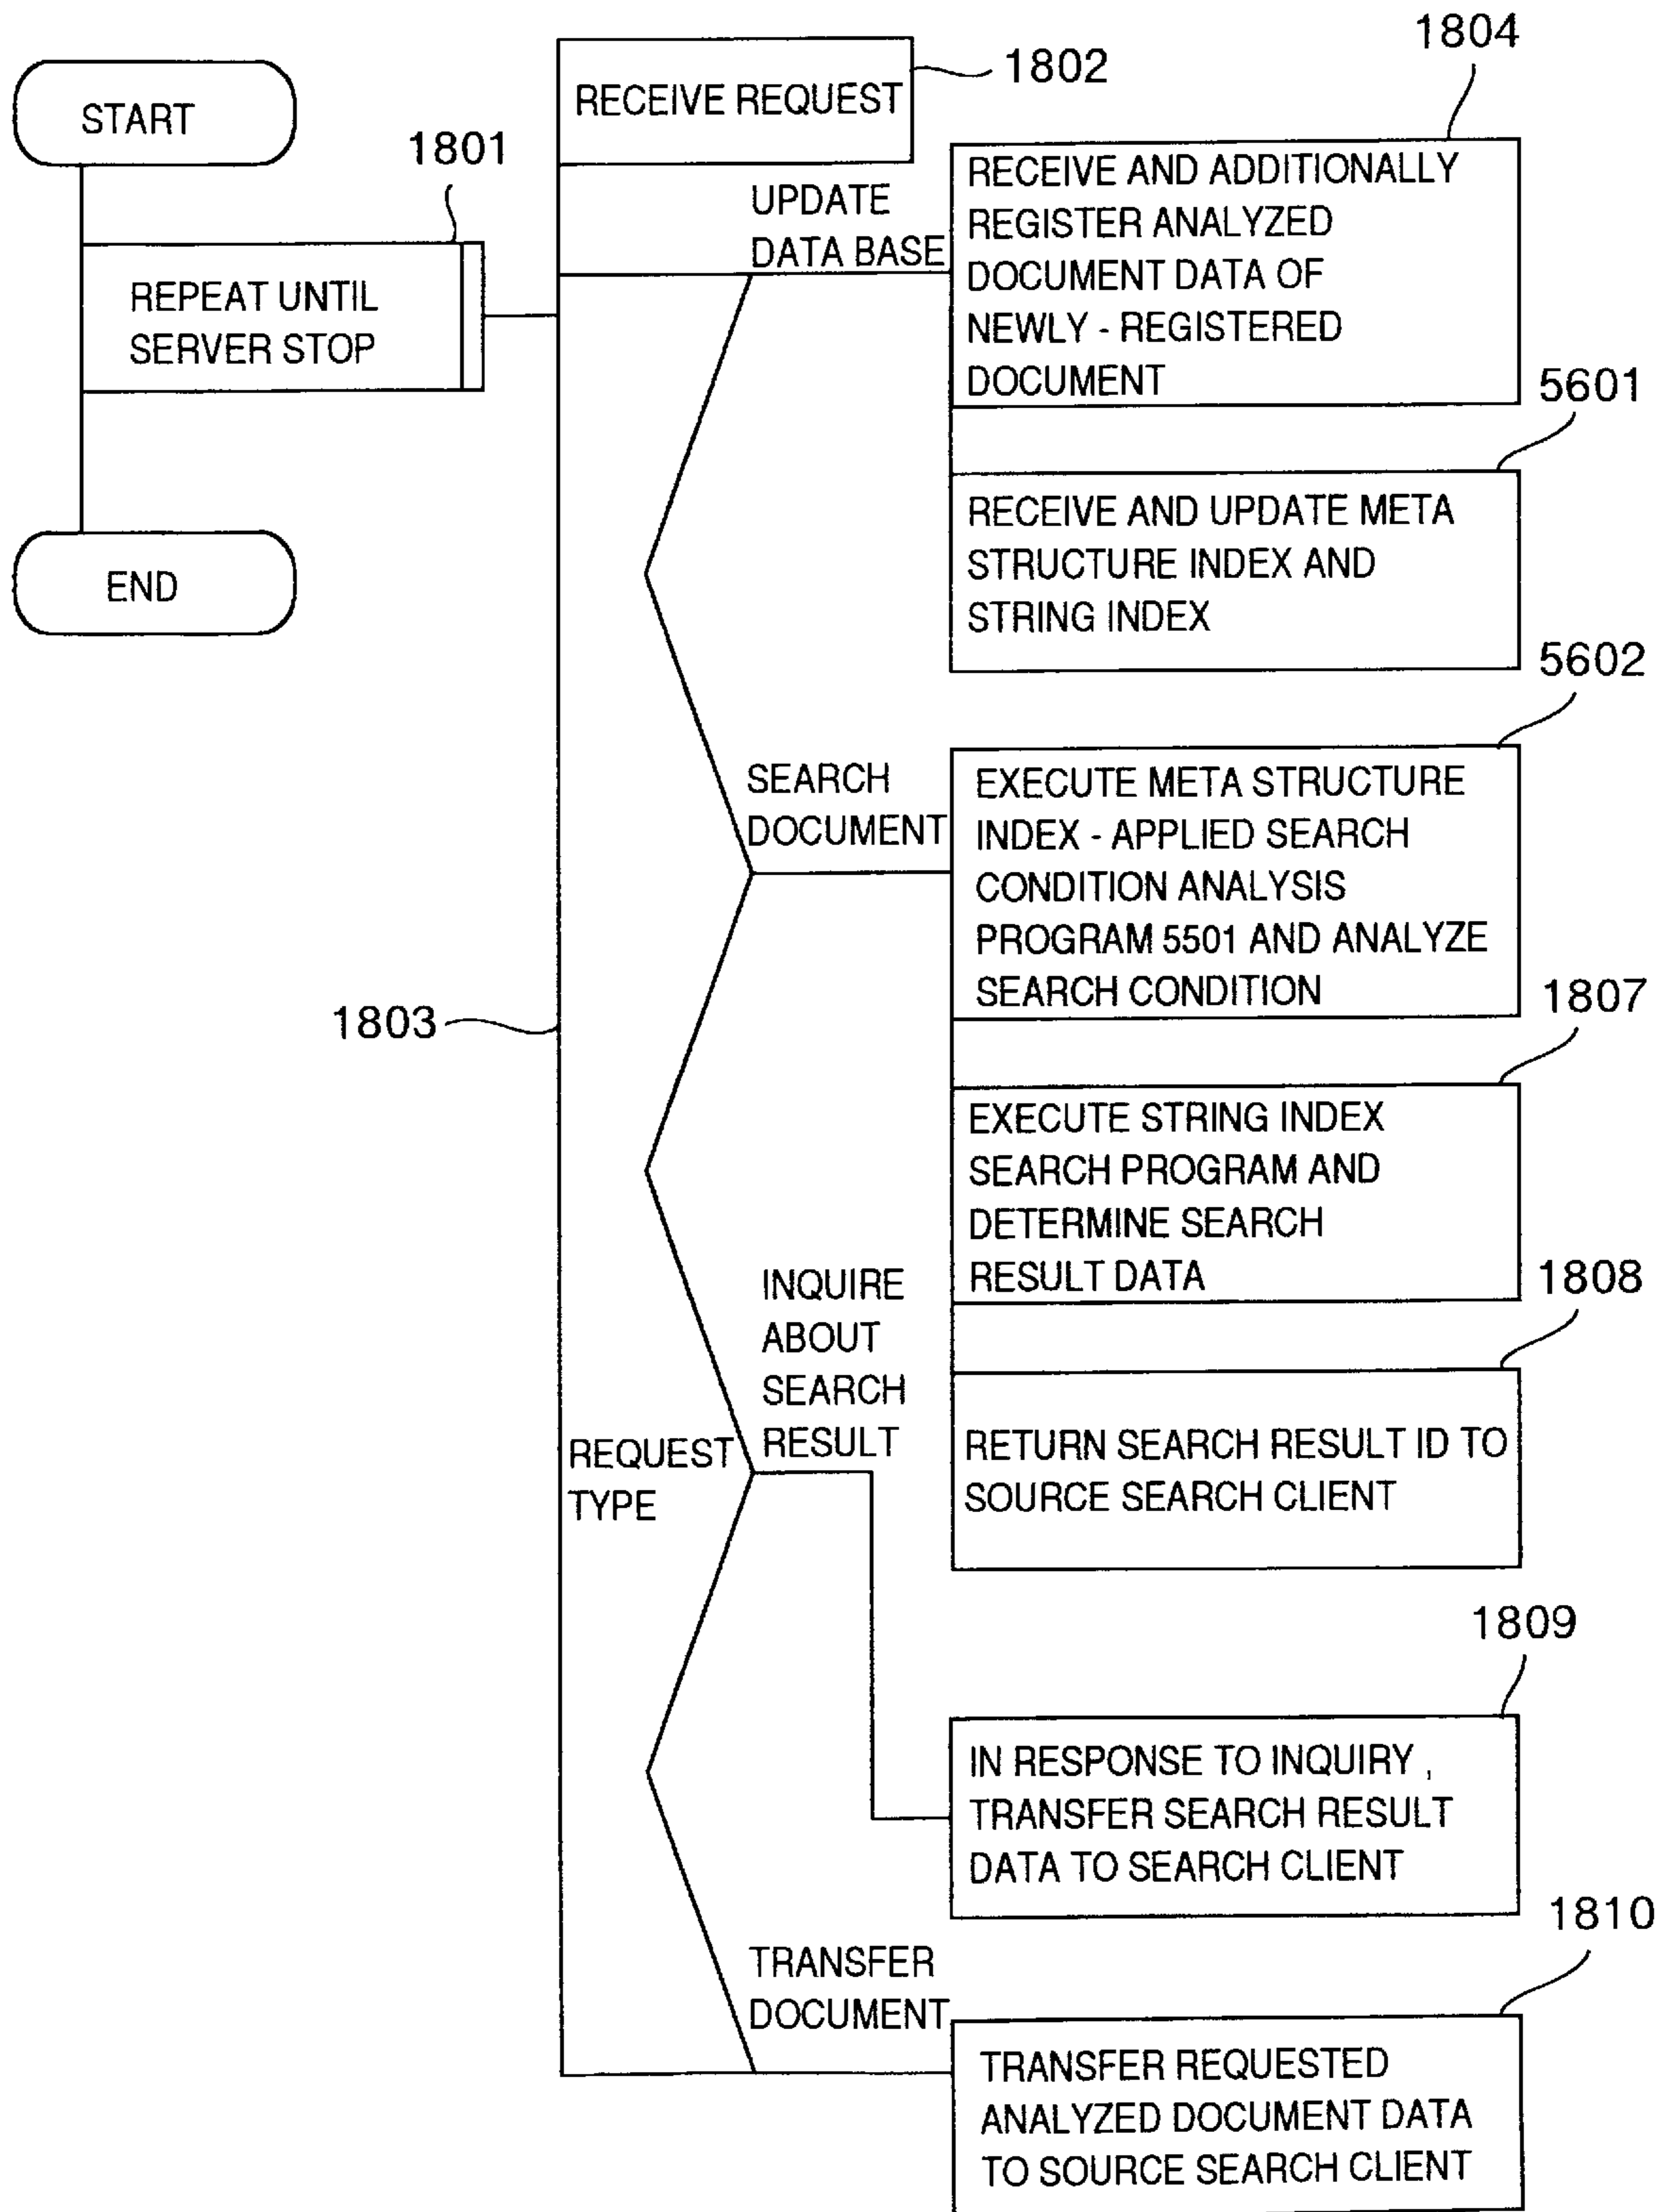 START
1801
REPEAT UNTIL
SERVER STOP
END
1802
RECEIVE REQUEST
1803
REQUEST
TYPE
UPDATE
DATA BASE
1804
RECEIVE AND ADDITIONALLY
REGISTER ANALYZED
DOCUMENT DATA OF
NEWLY - REGISTERED
DOCUMENT
5601
RECEIVE AND UPDATE META
STRUCTURE INDEX AND
STRING INDEX
SEARCH
DOCUMENT
5602
EXECUTE META STRUCTURE
INDEX - APPLIED SEARCH
CONDITION ANALYSIS
PROGRAM 5501 AND ANALYZE
SEARCH CONDITION
1807
EXECUTE STRING INDEX
SEARCH PROGRAM AND
DETERMINE SEARCH
RESULT DATA
1808
RETURN SEARCH RESULT ID TO
SOURCE SEARCH CLIENT
INQUIRE
ABOUT
SEARCH
RESULT
1809
IN RESPONSE TO INQUIRY ,
TRANSFER SEARCH RESULT
DATA TO SEARCH CLIENT
TRANSFER
DOCUMENT
1810
TRANSFER REQUESTED
ANALYZED DOCUMENT DATA
TO SOURCE SEARCH CLIENT